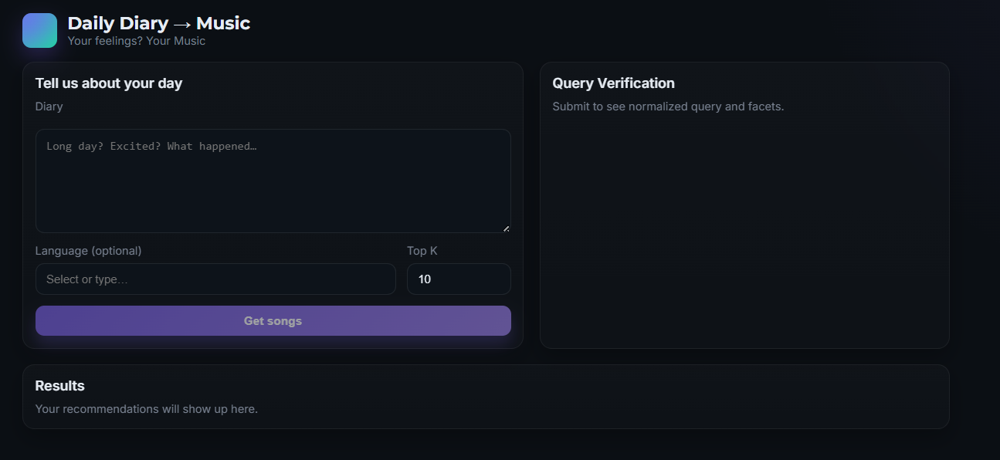 Daily Diary → Music
Your feelings? Your Music
Tell us about your day
Diary
Long day? Excited? What happened…
Language (optional)
Top K
Select or type…
10
Get songs
Query Verification
Submit to see normalized query and facets.
Results
Your recommendations will show up here.